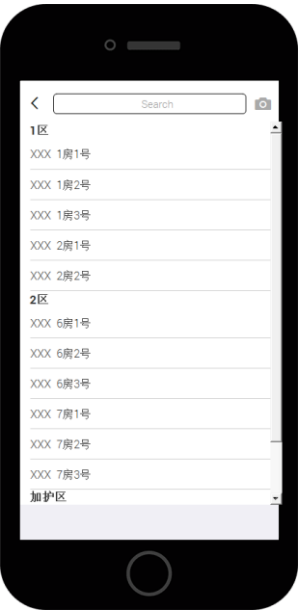 Search
1区
XXX 1房1号
XXX 1房2号
XXX 1房3号
XXX 2房1号
XXX 2房2号
2区
XXX 6房1号
XXX 6房2号
XXX 6房3号
XXX 7房1号
XXX 7房2号
XXX 7房3号
加护区